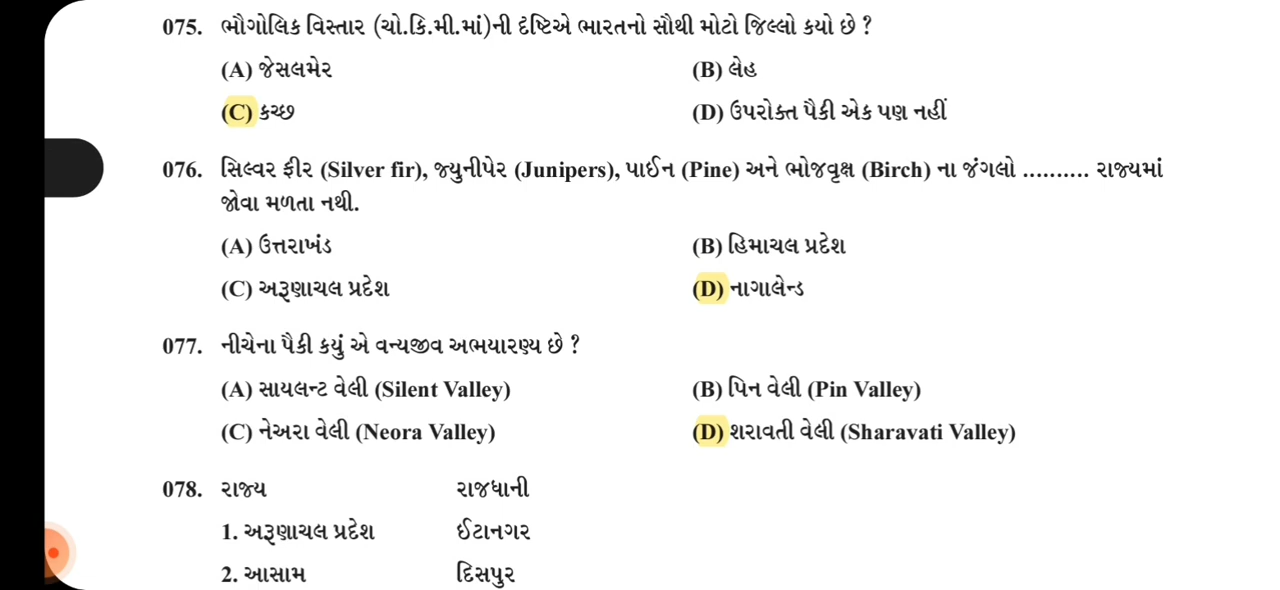 075. ભૌગોલિક વિસ્તાર (ચો.કિ.મી.માં)ની દૃષ્ટિએ ભારતનો સૌથી મોટો જિલ્લો કયો છે ?
(A) જેસલમેર (B) લેહ
(C) કચ્છ (D) ઉપરોક્ત પૈકી એક પણ નહીં
076. સિલ્વર ફીર (Silver fir), જ્યુનીપેર (Junipers), પાઈન (Pine) અને ભોજવૃક્ષ (Birch) ના જંગલો .......... રાજ્યમાં
જોવા મળતા નથી.
(A) ઉત્તરાખંડ (B) હિમાચલ પ્રદેશ
(C) અરૂણાચલ પ્રદેશ (D) નાગાલેન્ડ
077. નીચેના પૈકી કયું એ વન્યજીવ અભયારણ્ય છે ?
(A) સાયલન્ટ વેલી (Silent Valley) (B) પિન વેલી (Pin Valley)
(C) નેઅરા વેલી (Neora Valley) (D) શરાવતી વેલી (Sharavati Valley)
078. રાજ્ય રાજધાની
1. અરૂણાચલ પ્રદેશ ઈટાનગર
2. આસામ દિસપુર